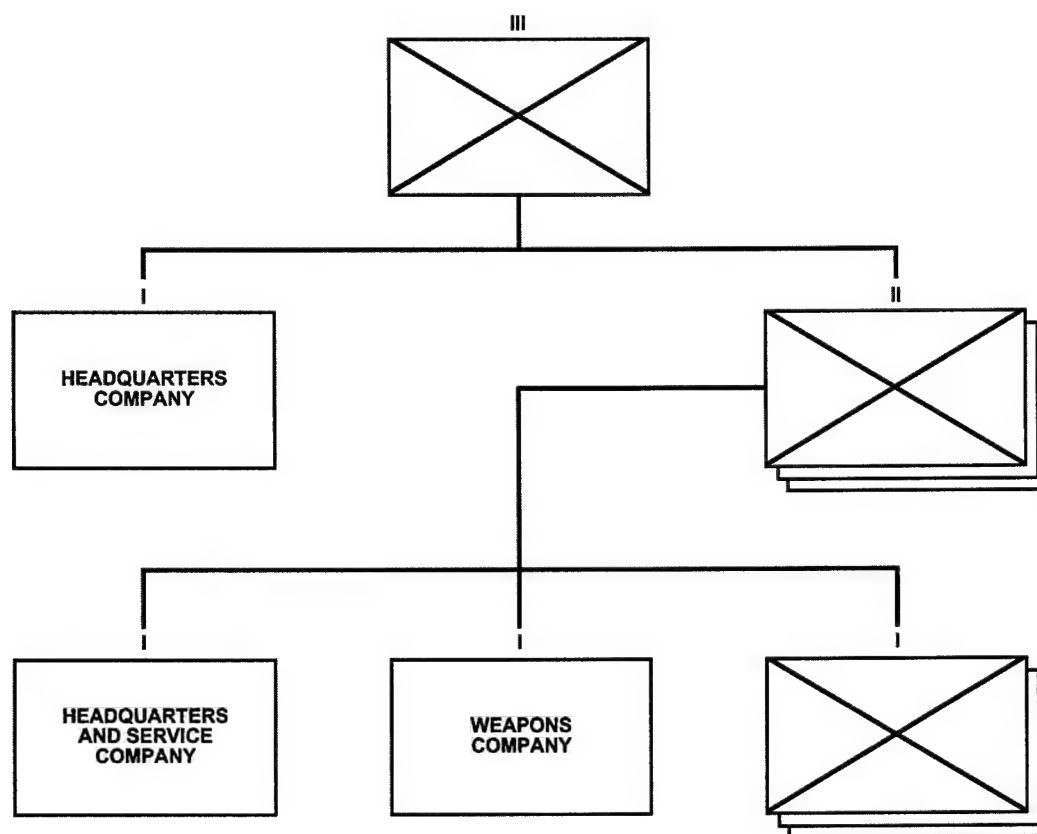 III
I
II
HEADQUARTERS
COMPANY
I
I
I
HEADQUARTERS
AND SERVICE
COMPANY
WEAPONS
COMPANY